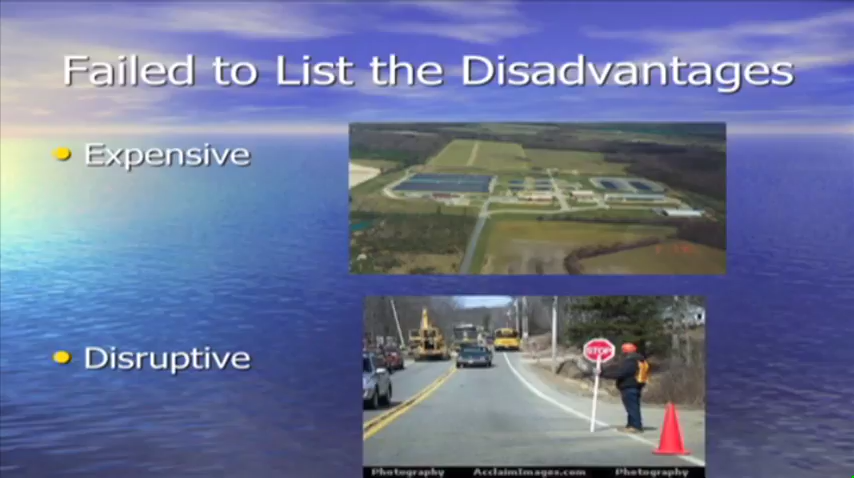 Failed to List the Disadvantages
Expensive
Disruptive
STOP
Photography AcclaimImages.com Photography